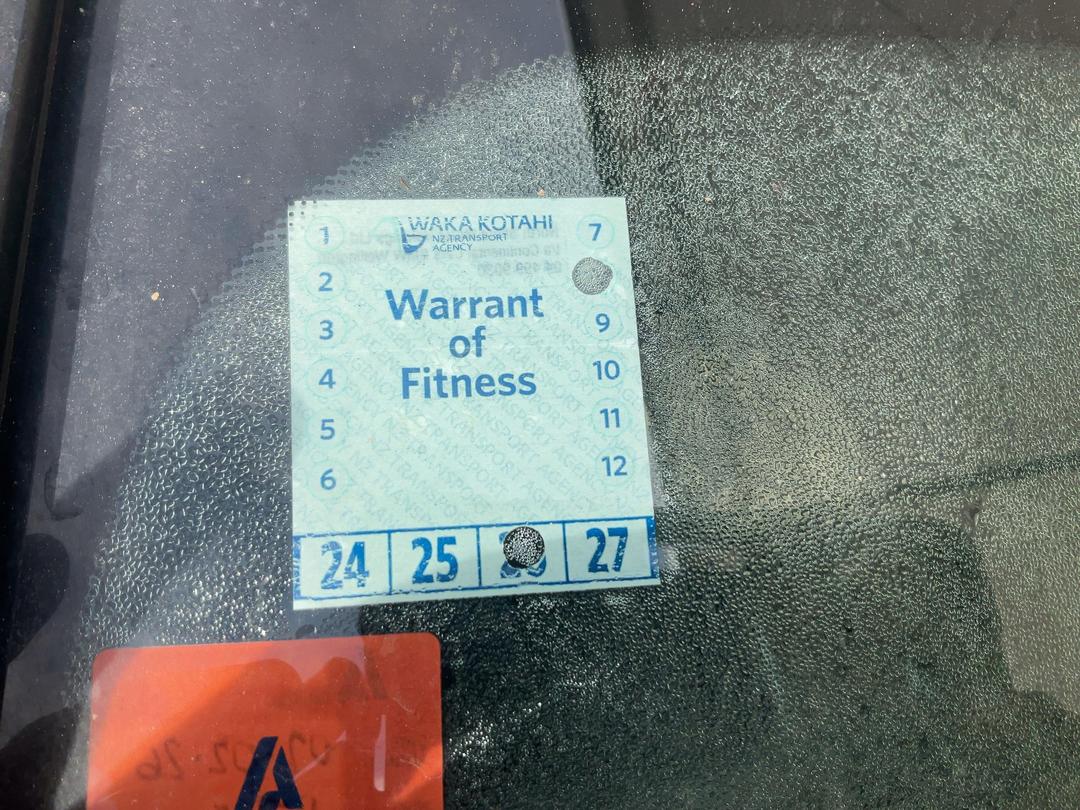 WAKA KOTAHI
NZ TRANSPORT
AGENCY
Warrant
of
Fitness
1
2
3
4
5
6
7
9
10
11
12
24 25 27